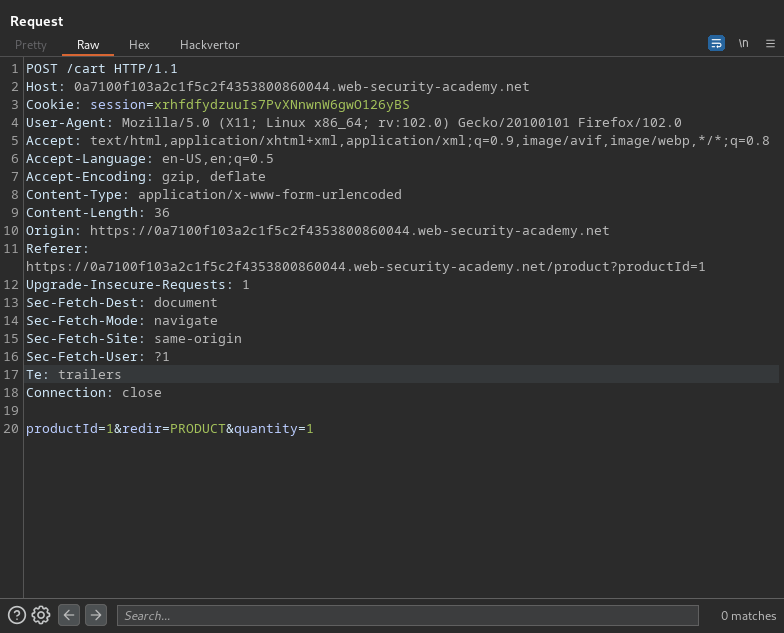 Request
Pretty Raw Hex Hackvertor \n
1 POST /cart HTTP/1.1
2 Host: 0a7100f103a2c1f5c2f4353800860044.web-security-academy.net
3 Cookie: session=xrhfdfydzuuIs7PvXNnwnW6gwO126yBS
4 User-Agent: Mozilla/5.0 (X11; Linux x86_64; rv:102.0) Gecko/20100101 Firefox/102.0
5 Accept: text/html,application/xhtml+xml,application/xml;q=0.9,image/avif,image/webp,*/*;q=0.8
6 Accept-Language: en-US,en;q=0.5
7 Accept-Encoding: gzip, deflate
8 Content-Type: application/x-www-form-urlencoded
9 Content-Length: 36
10 Origin: https://0a7100f103a2c1f5c2f4353800860044.web-security-academy.net
11 Referer:
https://0a7100f103a2c1f5c2f4353800860044.web-security-academy.net/product?productId=1
12 Upgrade-Insecure-Requests: 1
13 Sec-Fetch-Dest: document
14 Sec-Fetch-Mode: navigate
15 Sec-Fetch-Site: same-origin
16 Sec-Fetch-User: ?1
17 Te: trailers
18 Connection: close
19
20 productId=1&redir=PRODUCT&quantity=1
Search... 0 matches